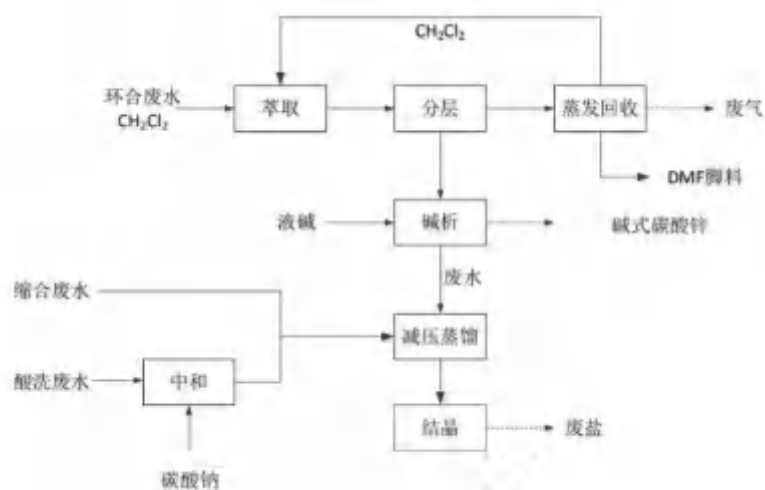 CH₂Cl₂
环合废水
CH₂Cl₂
萃取
分层
蒸发回收
废气
DMF脚料
液碱
碱析
碱式碳酸锌
废水
缩合废水
减压蒸馏
酸洗废水
中和
结晶
废盐
碳酸钠